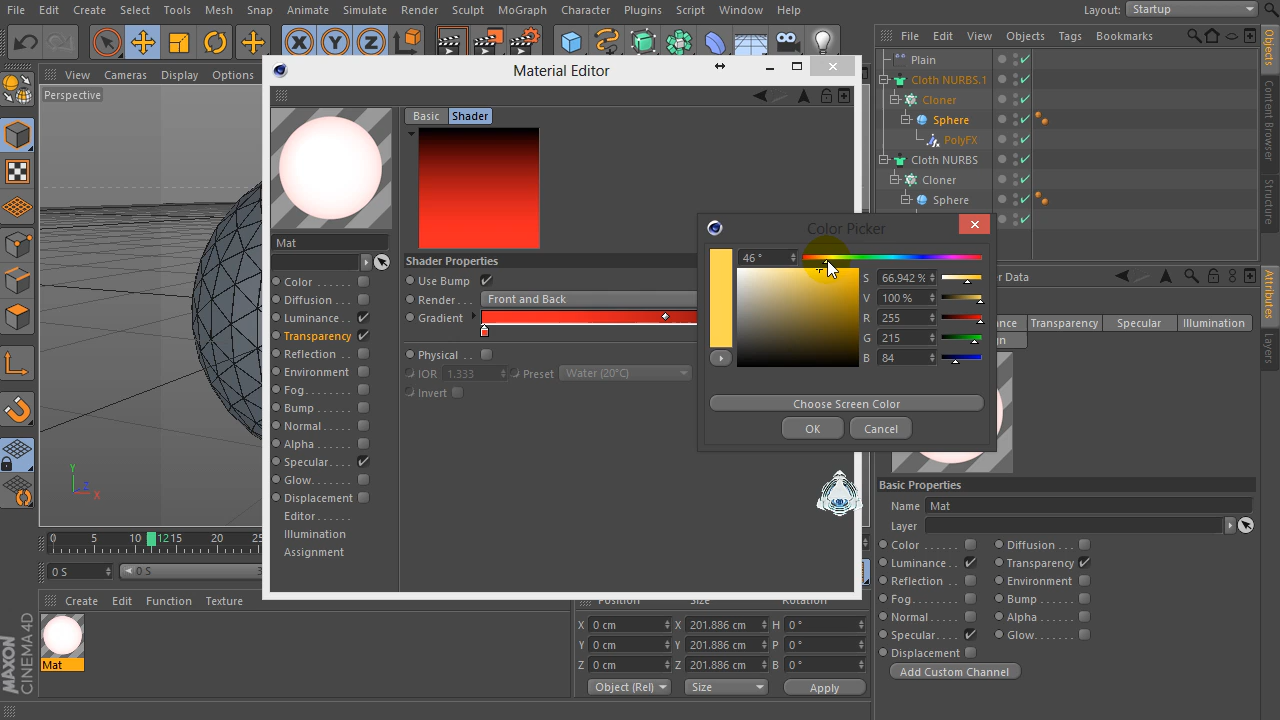 File Edit Create Select Tools Mesh Snap Animate Simulate Render Sculpt MoGraph Character Plugins Script Window Help
Layout: Startup
View Cameras Display Options
Perspective
Material Editor
Basic Shader
Mat
Color
Diffusion
Luminance
Transparency
Reflection
Environment
Fog
Bump
Normal
Alpha
Specular
Glow
Displacement
Editor
Illumination
Assignment
Shader Properties
Use Bump
Render Front and Back
Gradient
Physical
IOR 1.333 Preset Water (20°C)
Invert
Color Picker
46 °
S 66.942 %
V 100 %
R 255
G 215
B 84
Choose Screen Color
OK Cancel
File Edit View Objects Tags Bookmarks
Plain
Cloth NURBS.1
Cloner
Sphere
PolyFX
Cloth NURBS
Cloner
Sphere
Objects
Content Browser
Structure
Attributes
Layers
Data
Transparency Specular Illumination
Basic Properties
Name Mat
Layer
Color Diffusion
Luminance Transparency
Reflection Environment
Fog Bump
Normal Alpha
Specular Glow
Displacement
Add Custom Channel
Y
Z
X
0 5 10 1215 20 25
0 S 0 S
Create Edit Function Texture
Mat
MAXON
CINEMA 4D
Position Size Rotation
X 0 cm X 201.886 cm H 0 °
Y 0 cm Y 201.886 cm P 0 °
Z 0 cm Z 201.886 cm B 0 °
Object (Rel) Size Apply